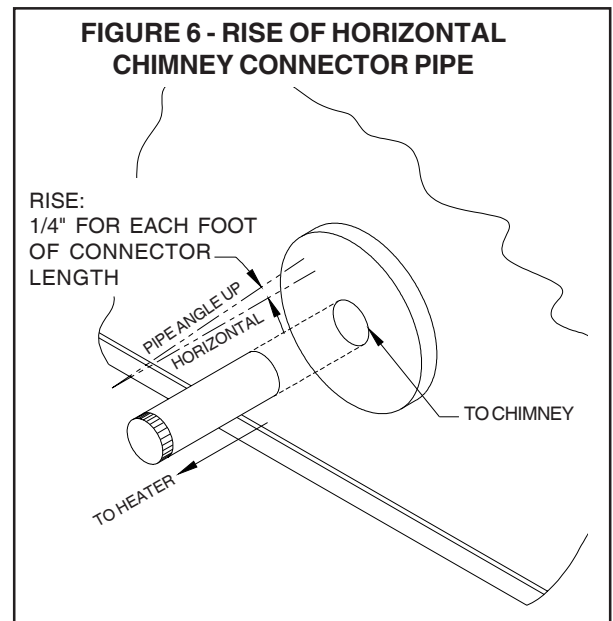 FIGURE 6 - RISE OF HORIZONTAL
CHIMNEY CONNECTOR PIPE
RISE:
1/4" FOR EACH FOOT
OF CONNECTOR
LENGTH
PIPE ANGLE UP
HORIZONTAL
TO CHIMNEY
TO HEATER